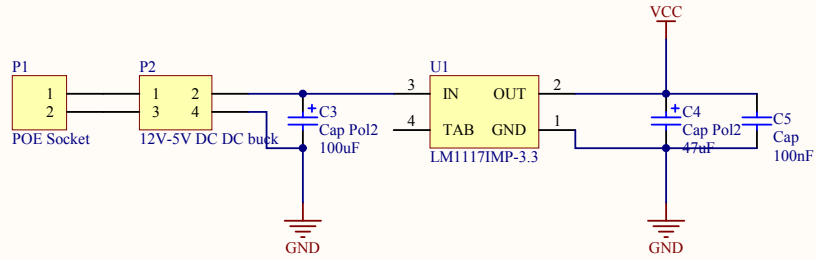 VCC
P1
P2
U1
1
2
POE Socket
1
2
3
4
12V-5V DC DC buck
+
C3
Cap Pol2
100uF
3
IN
OUT
2
4
TAB
GND
1
LM1117IMP-3.3
+
C4
Cap Pol2
47uF
C5
Cap
100nF
GND
GND